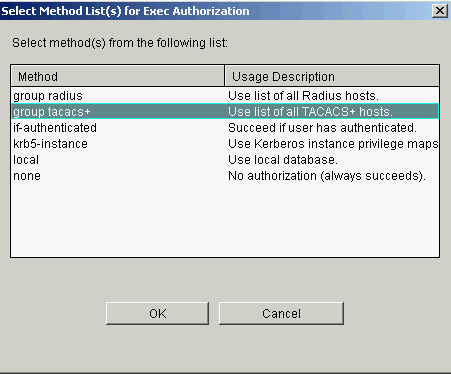 Select Method List(s) for Exec Authorization
Select method(s) from the following list:
Method Usage Description
group radius Use list of all Radius hosts.
group tacacs+ Use list of all TACACS+ hosts.
if-authenticated Succeed if user has authenticated.
krb5-instance Use Kerberos instance privilege maps
local Use local database.
none No authorization (always succeeds).
OK Cancel